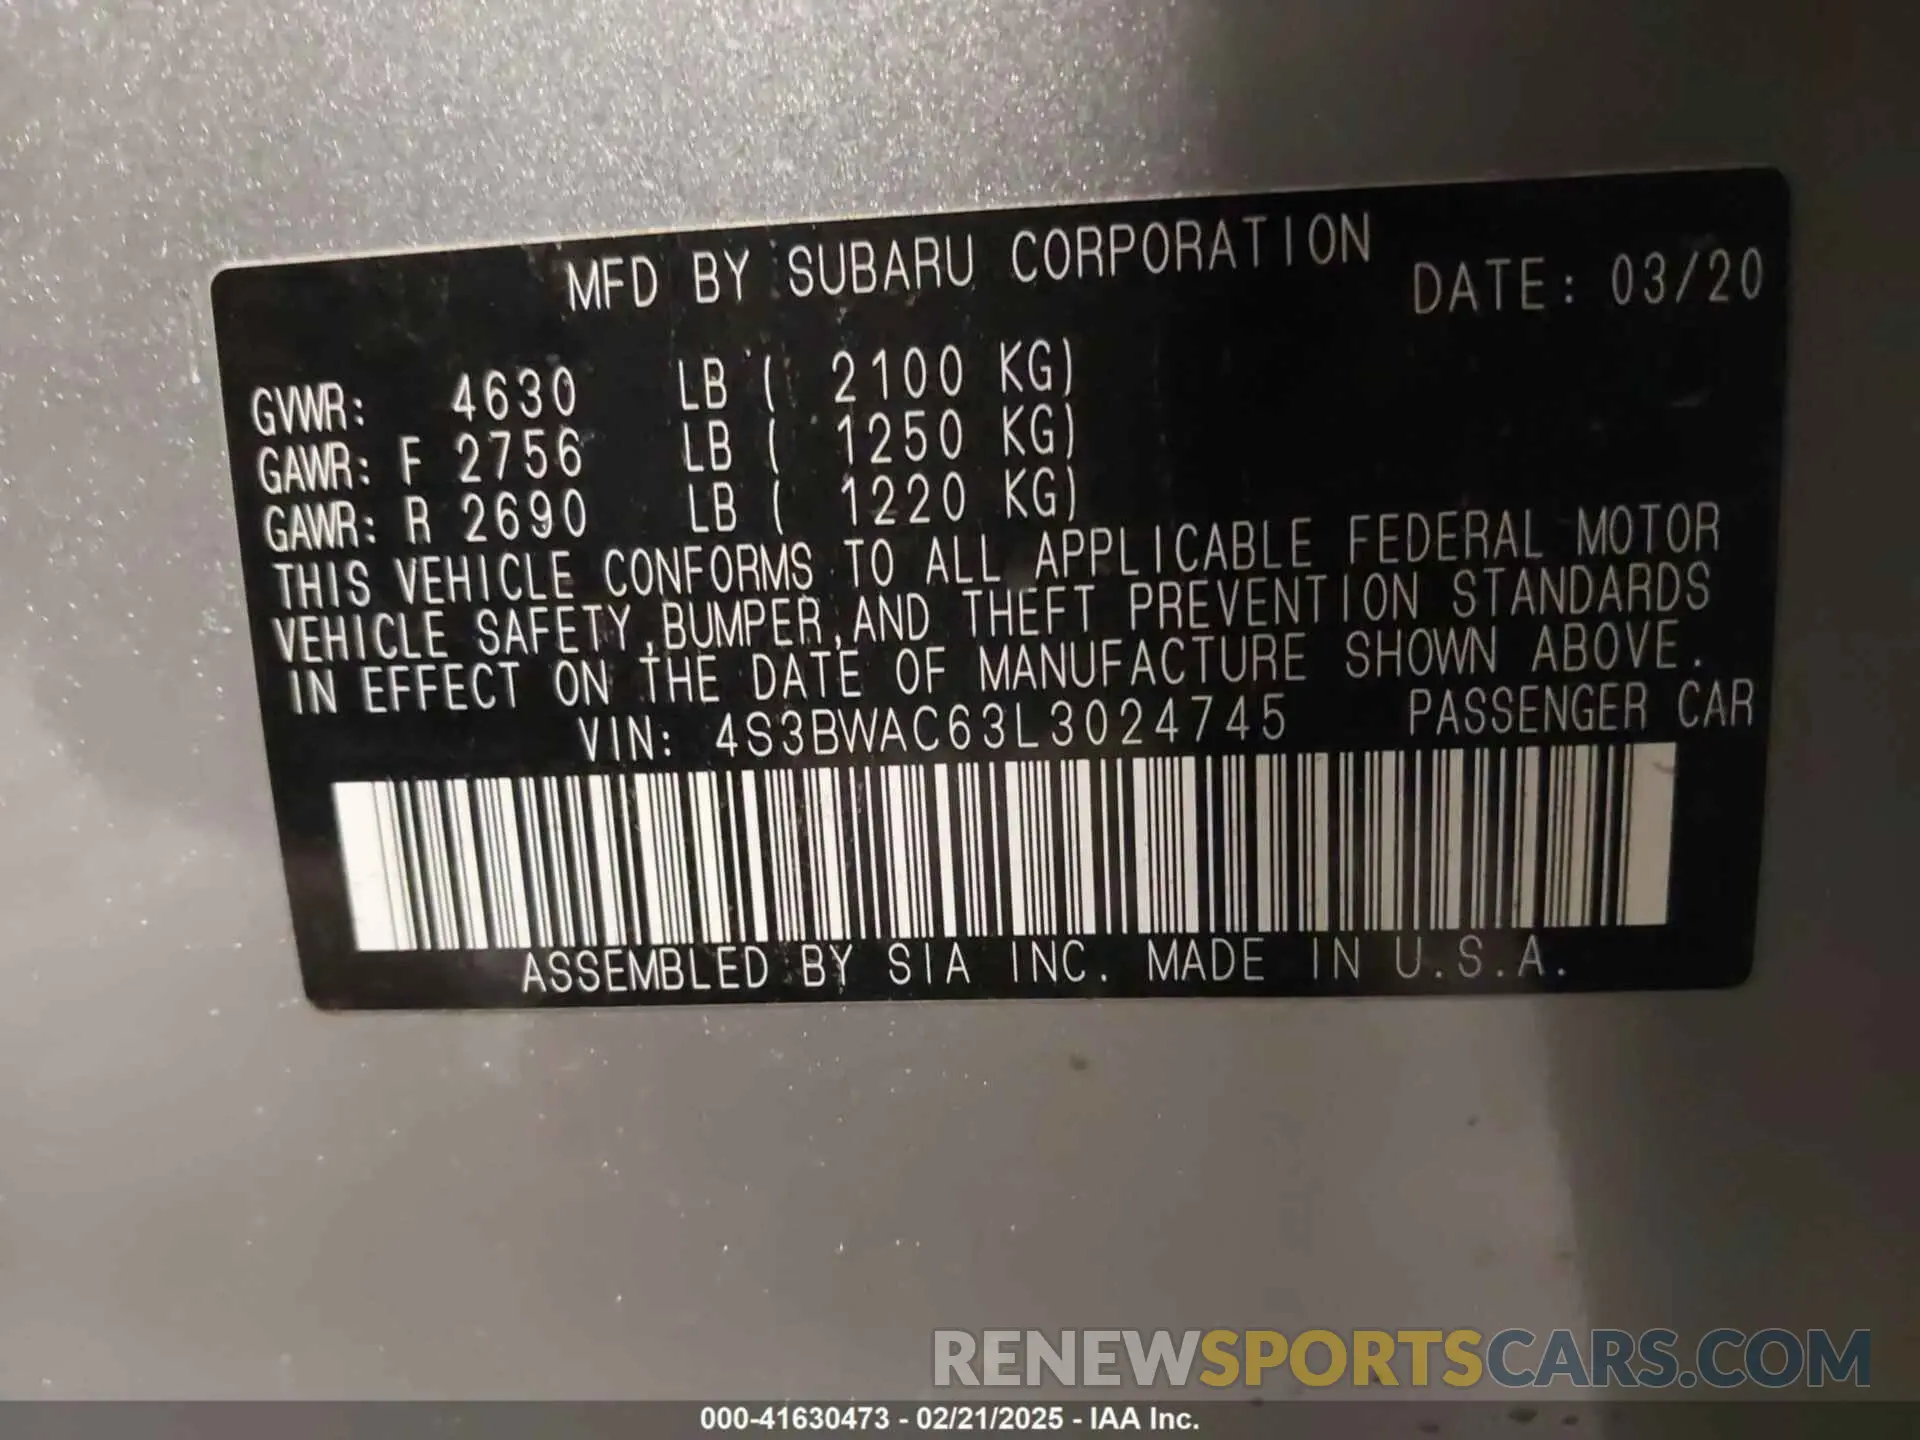 MFD BY SUBARU CORPORATION DATE: 03/20
GVWR: 4630 LB ( 2100 KG)
GAWR: F 2756 LB ( 1250 KG)
GAWR: R 2690 LB ( 1220 KG)
THIS VEHICLE CONFORMS TO ALL APPLICABLE FEDERAL MOTOR
VEHICLE SAFETY,BUMPER,AND THEFT PREVENTION STANDARDS
IN EFFECT ON THE DATE OF MANUFACTURE SHOWN ABOVE.
VIN: 4S3BWAC63L3024745 PASSENGER CAR
ASSEMBLED BY SIA INC. MADE IN U.S.A.
RENEWSPORTSCARS.COM
000-41630473 - 02/21/2025 - IAA Inc.